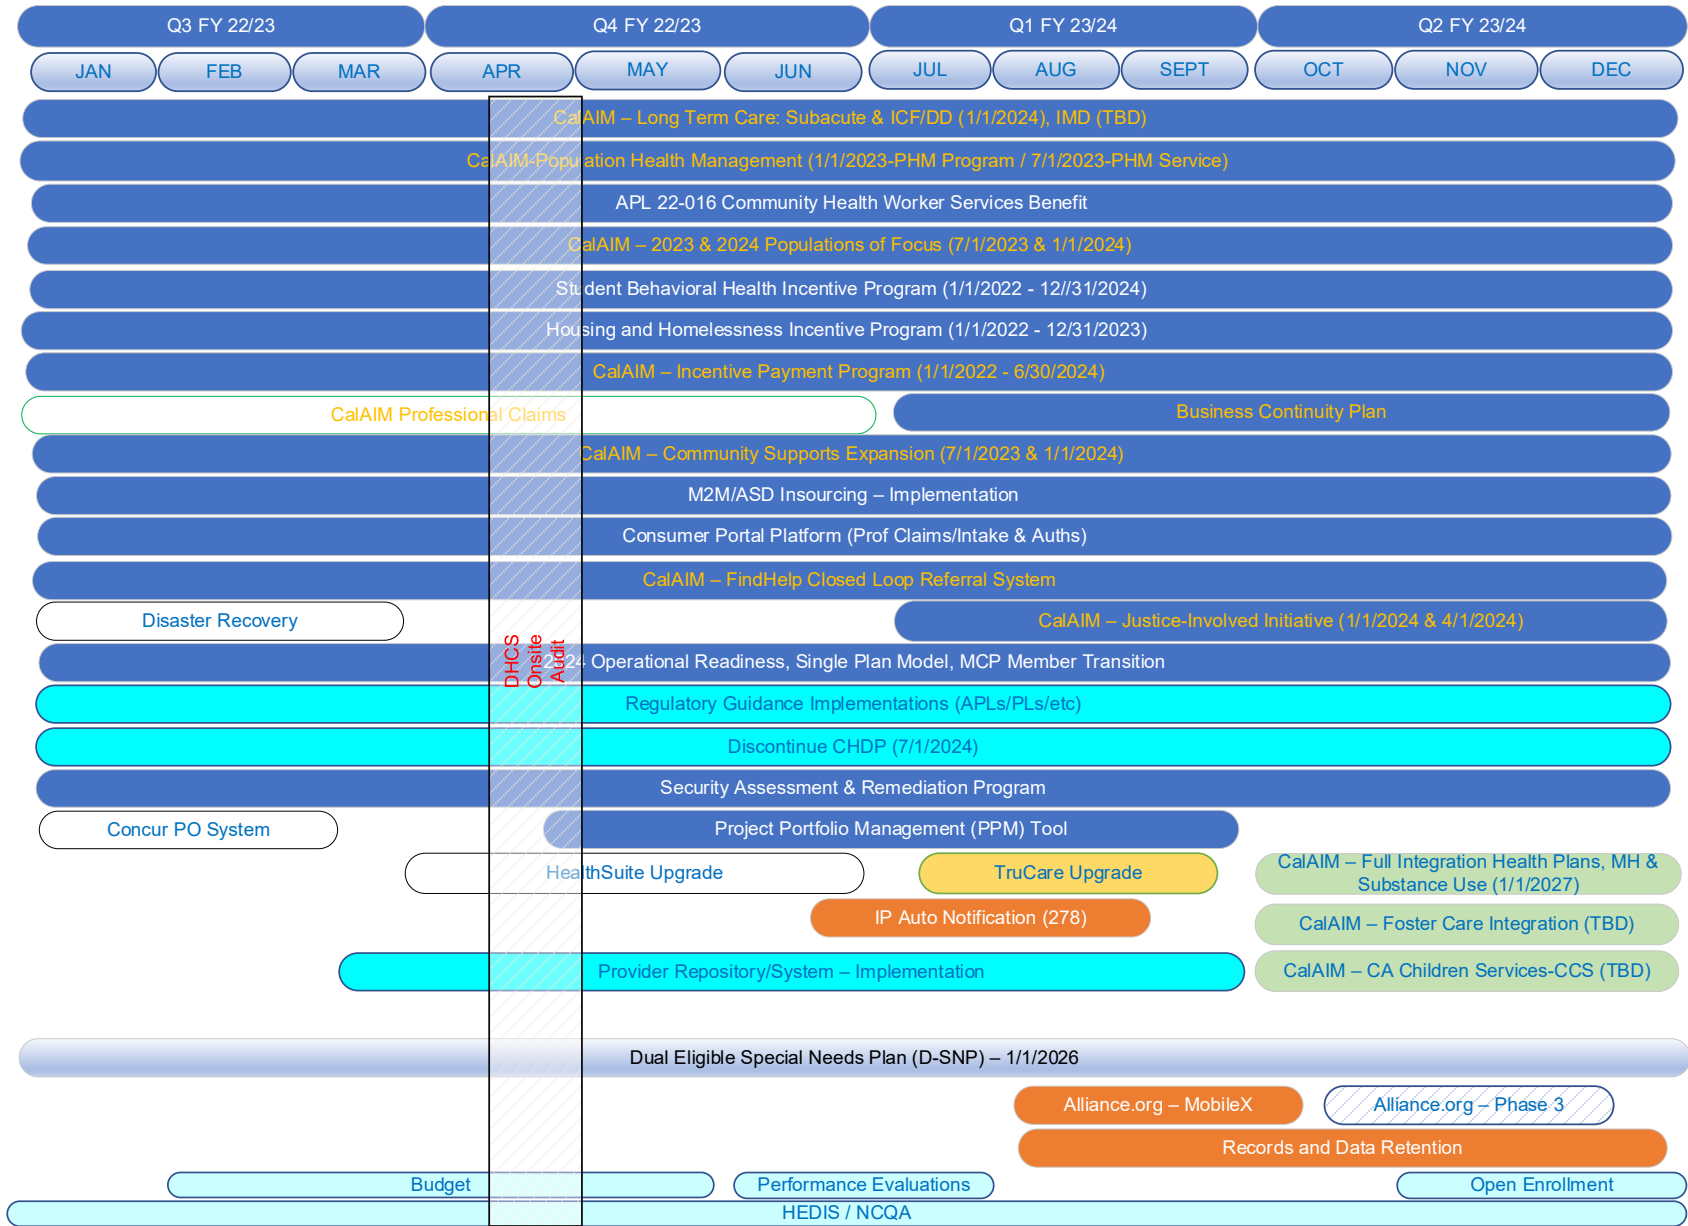 Q3 FY 22/23
Q4 FY 22/23
Q1 FY 23/24
Q2 FY 23/24
JAN
FEB
MAR
APR
MAY
JUN
JUL
AUG
SEPT
OCT
NOV
DEC
CalAIM – Long Term Care: Subacute & ICF/DD (1/1/2024), IMD (TBD)
CalAIM-Population Health Management (1/1/2023-PHM Program / 7/1/2023-PHM Service)
APL 22-016 Community Health Worker Services Benefit
CalAIM – 2023 & 2024 Populations of Focus (7/1/2023 & 1/1/2024)
Student Behavioral Health Incentive Program (1/1/2022 - 12//31/2024)
Housing and Homelessness Incentive Program (1/1/2022 - 12/31/2023)
CalAIM – Incentive Payment Program (1/1/2022 - 6/30/2024)
CalAIM Professional Claims
Business Continuity Plan
CalAIM – Community Supports Expansion (7/1/2023 & 1/1/2024)
M2M/ASD Insourcing – Implementation
Consumer Portal Platform (Prof Claims/Intake & Auths)
CalAIM – FindHelp Closed Loop Referral System
Disaster Recovery
CalAIM – Justice-Involved Initiative (1/1/2024 & 4/1/2024)
DHCS
Onsite
Audit
2024 Operational Readiness, Single Plan Model, MCP Member Transition
Regulatory Guidance Implementations (APLs/PLs/etc)
Discontinue CHDP (7/1/2024)
Security Assessment & Remediation Program
Concur PO System
Project Portfolio Management (PPM) Tool
HealthSuite Upgrade
TruCare Upgrade
CalAIM – Full Integration Health Plans, MH &
Substance Use (1/1/2027)
IP Auto Notification (278)
CalAIM – Foster Care Integration (TBD)
Provider Repository/System – Implementation
CalAIM – CA Children Services-CCS (TBD)
Dual Eligible Special Needs Plan (D-SNP) – 1/1/2026
Alliance.org – MobileX
Alliance.org – Phase 3
Records and Data Retention
Budget
Performance Evaluations
Open Enrollment
HEDIS / NCQA